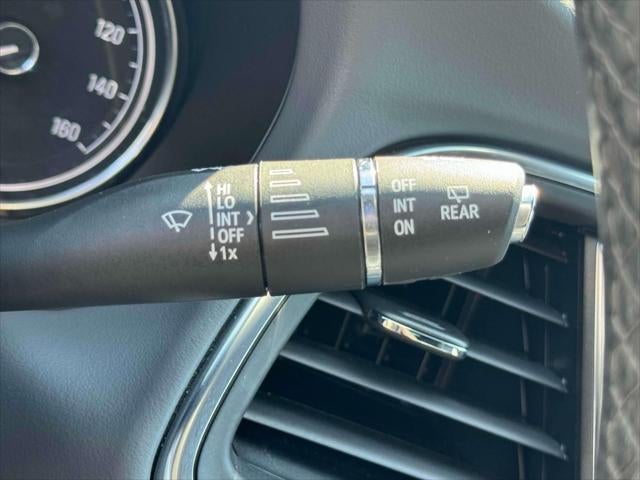 120
140
160
HI
LO
INT
OFF
1x
OFF
INT
ON
REAR